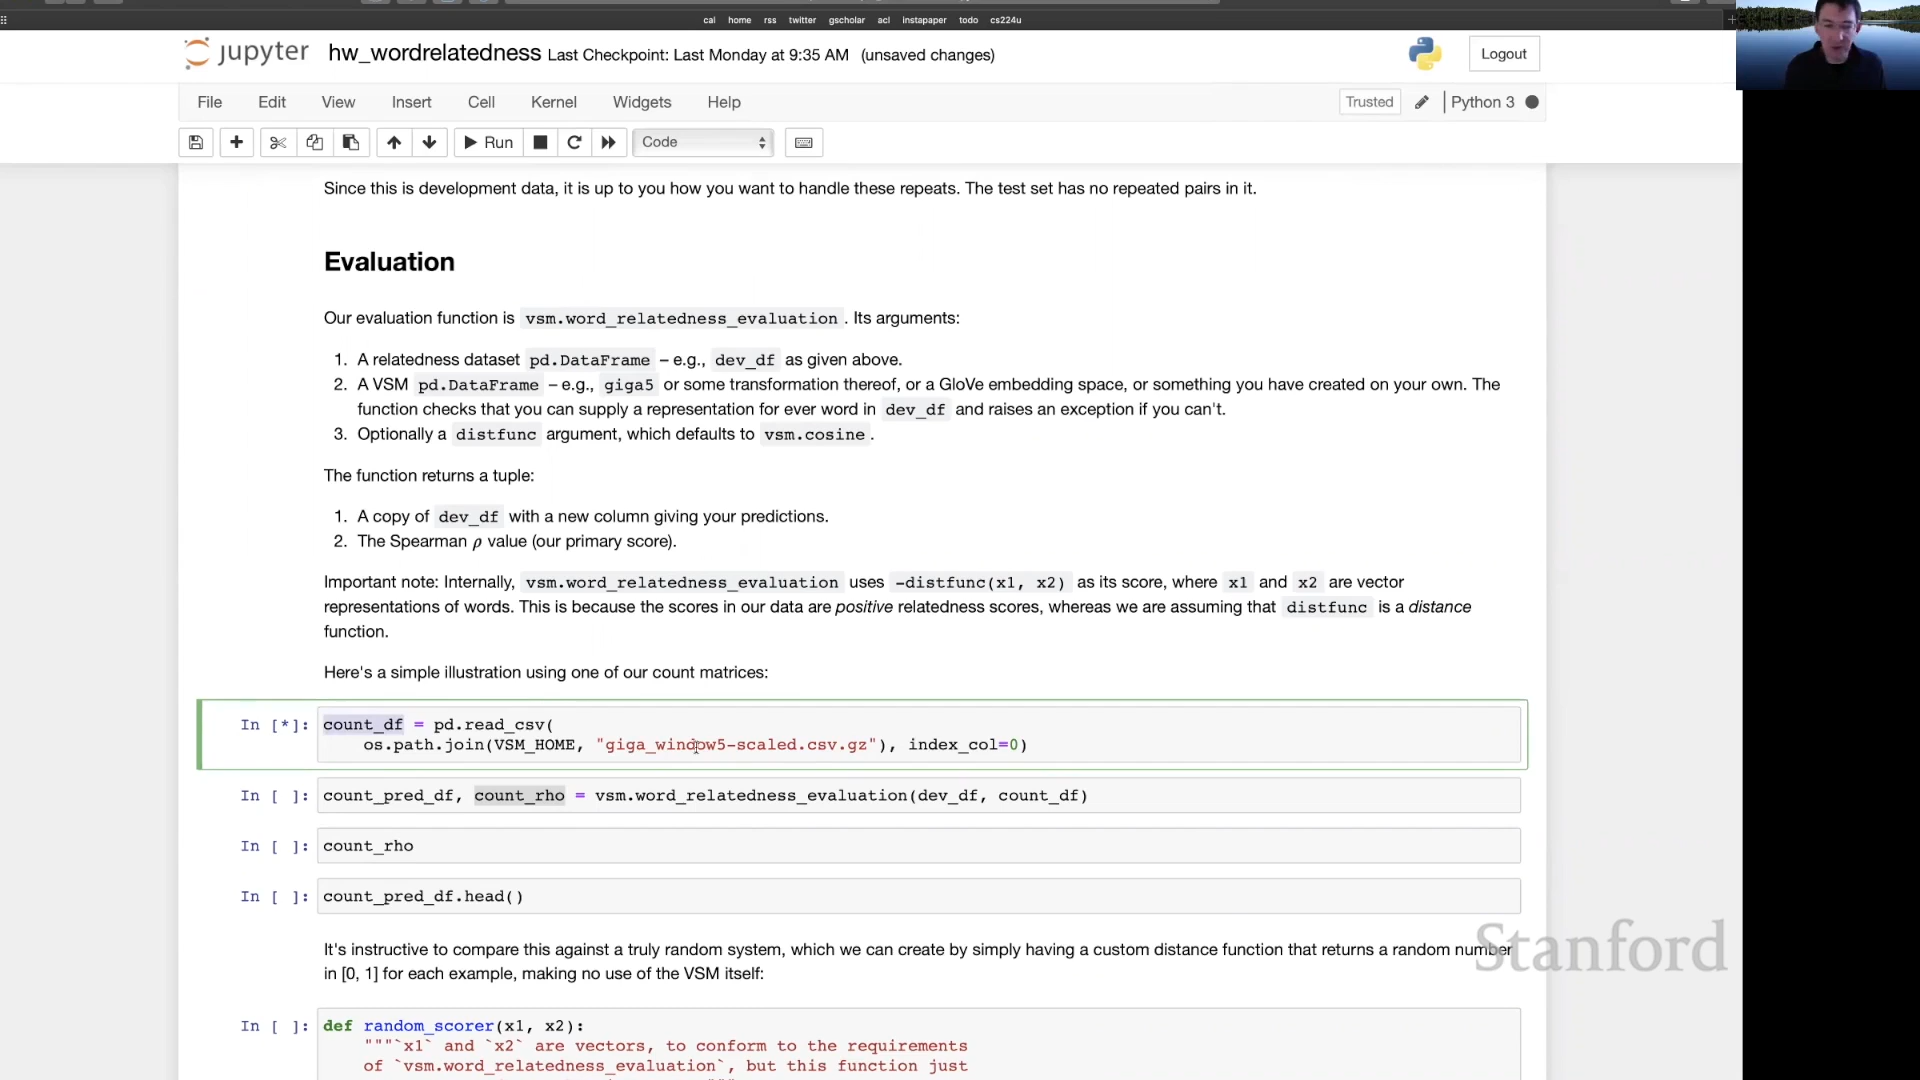 cal home rss twitter gscholar acl instapaper todo cs224u
jupyter hw_wordrelatedness Last Checkpoint: Last Monday at 9:35 AM (unsaved changes) Logout
File Edit View Insert Cell Kernel Widgets Help Trusted Python 3
Run Code
Since this is development data, it is up to you how you want to handle these repeats. The test set has no repeated pairs in it.
Evaluation
Our evaluation function is vsm.word_relatedness_evaluation . Its arguments:
1. A relatedness dataset pd.DataFrame – e.g., dev_df as given above.
2. A VSM pd.DataFrame – e.g., giga5 or some transformation thereof, or a GloVe embedding space, or something you have created on your own. The
function checks that you can supply a representation for ever word in dev_df and raises an exception if you can't.
3. Optionally a distfunc argument, which defaults to vsm.cosine .
The function returns a tuple:
1. A copy of dev_df with a new column giving your predictions.
2. The Spearman ρ value (our primary score).
Important note: Internally, vsm.word_relatedness_evaluation uses -distfunc(x1, x2) as its score, where x1 and x2 are vector
representations of words. This is because the scores in our data are positive relatedness scores, whereas we are assuming that distfunc is a distance
function.
Here's a simple illustration using one of our count matrices:
In [*]: count_df = pd.read_csv(
os.path.join(VSM_HOME, "giga_window5-scaled.csv.gz"), index_col=0)
In [ ]: count_pred_df, count_rho = vsm.word_relatedness_evaluation(dev_df, count_df)
In [ ]: count_rho
In [ ]: count_pred_df.head()
It's instructive to compare this against a truly random system, which we can create by simply having a custom distance function that returns a random number
in [0, 1] for each example, making no use of the VSM itself:
Stanford
In [ ]: def random_scorer(x1, x2):
"""`x1` and `x2` are vectors, to conform to the requirements
of `vsm.word_relatedness_evaluation`, but this function just